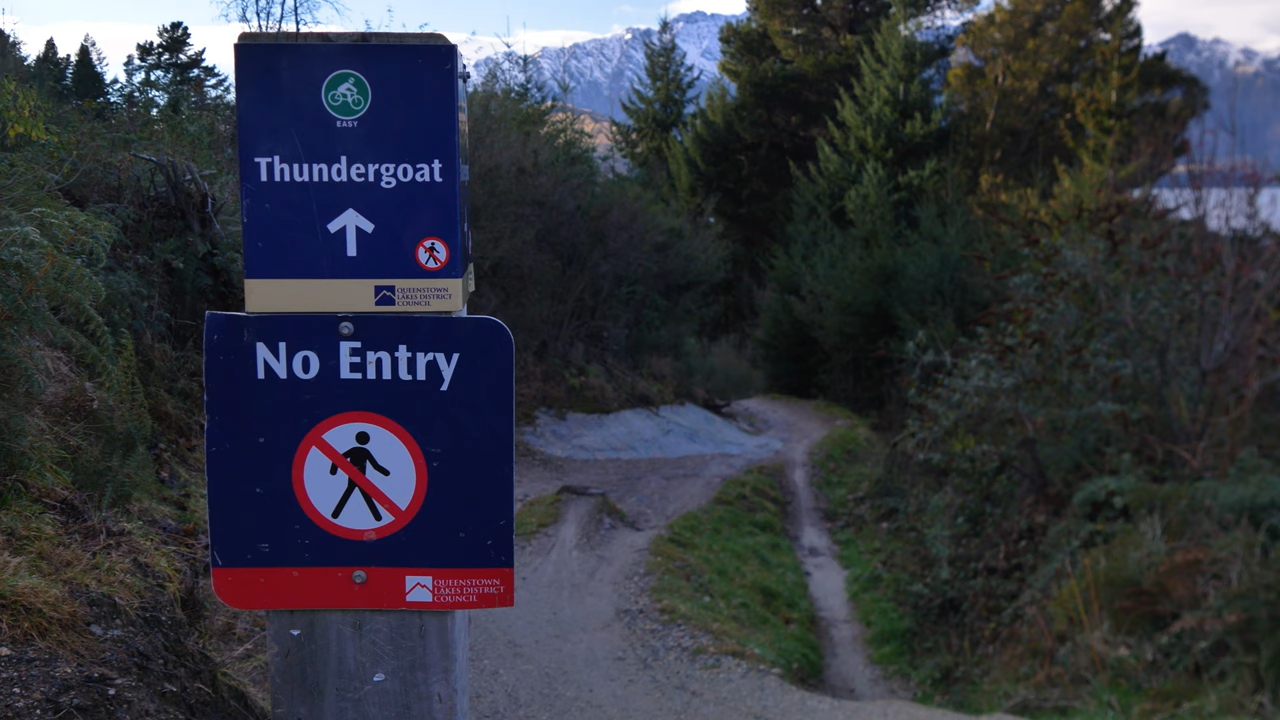 EASY
Thundergoat
QUEENSTOWN
LAKES DISTRICT
COUNCIL
No Entry
QUEENSTOWN
LAKES DISTRICT
COUNCIL